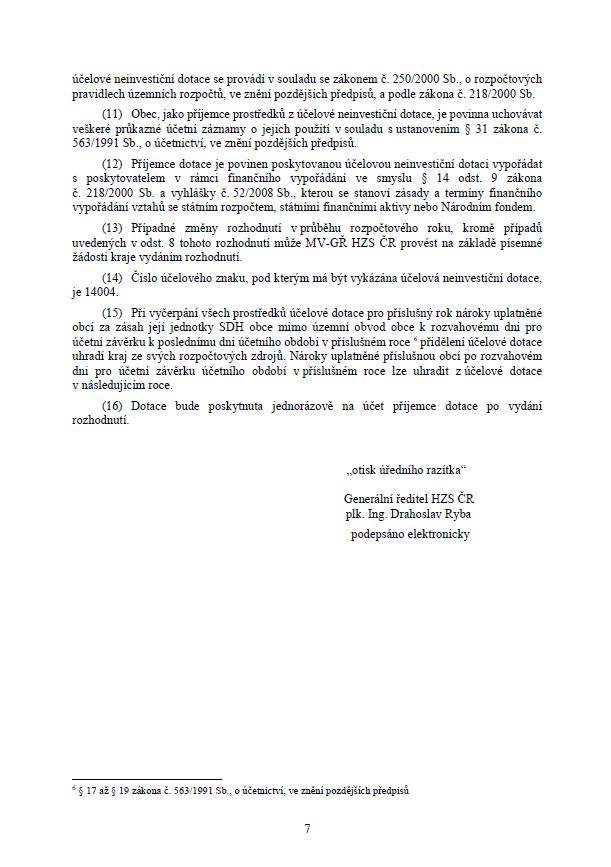 účelové neinvestiční dotace se provádí v souladu se zákonem č. 250/2000 Sb., o rozpočtových
pravidlech územních rozpočtů, ve znění pozdějších předpisů, a podle zákona č. 218/2000 Sb.
(11) Obec, jako příjemce prostředků z účelové neinvestiční dotace, je povinna uchovávat
veškeré průkazné účetní záznamy o jejich použití v souladu s ustanovením § 31 zákona č.
563/1991 Sb., o účetnictví, ve znění pozdějších předpisů.
(12) Příjemce dotace je povinen poskytovanou účelovou neinvestiční dotaci vypořádat
s poskytovatelem v rámci finančního vypořádání ve smyslu § 14 odst. 9 zákona
č. 218/2000 Sb. a vyhlášky č. 52/2008 Sb., kterou se stanoví zásady a termíny finančního
vypořádání vztahů se státním rozpočtem, státními finančními aktivy nebo Národním fondem.
(13) Případné změny rozhodnutí v průběhu rozpočtového roku, kromě případů
uvedených v odst. 8 tohoto rozhodnutí může MV-GŘ HZS ČR provést na základě písemné
žádosti kraje vydáním rozhodnutí.
(14) Číslo účelového znaku, pod kterým má být vykázána účelová neinvestiční dotace,
je 14004.
(15) Při vyčerpání všech prostředků účelové dotace pro příslušný rok nároky uplatněné
obcí za zásah její jednotky SDH obce mimo územní obvod obce k rozvahovému dni pro
účetní závěrku k poslednímu dni účetního období v příslušném roce 6 přidělení účelové dotace
uhradí kraj ze svých rozpočtových zdrojů. Nároky uplatněné příslušnou obcí po rozvahovém
dni pro účetní závěrku účetního období v příslušném roce lze uhradit z účelové dotace
v následujícím roce.
(16) Dotace bude poskytnuta jednorázově na účet příjemce dotace po vydání
rozhodnutí.
„otisk úředního razítka“
Generální ředitel HZS ČR
plk. Ing. Drahoslav Ryba
podepsáno elektronicky
6 § 17 až § 19 zákona č. 563/1991 Sb., o účetnictví, ve znění pozdějších předpisů
7